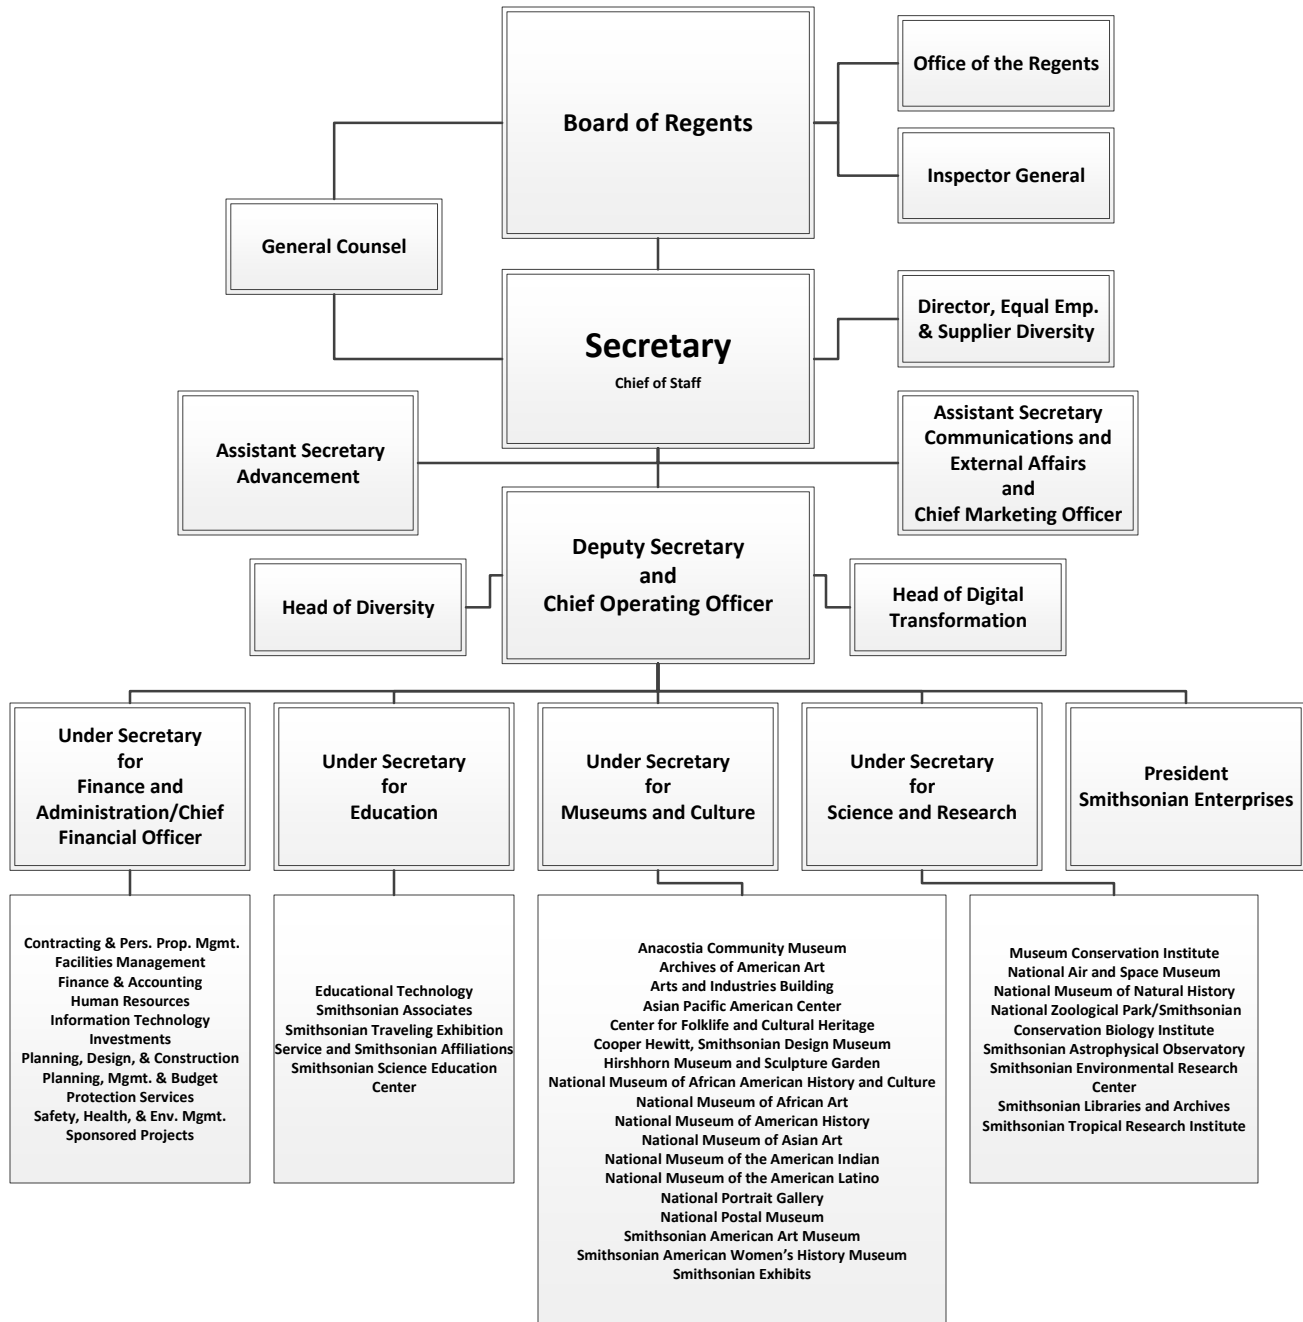 Board of Regents
Office of the Regents
Inspector General
General Counsel
Secretary
Chief of Staff
Director, Equal Emp.
& Supplier Diversity
Assistant Secretary
Advancement
Assistant Secretary
Communications and
External Affairs
and
Chief Marketing Officer
Deputy Secretary
and
Chief Operating Officer
Head of Diversity
Head of Digital
Transformation
Under Secretary
for
Finance and
Administration/Chief
Financial Officer
Under Secretary
for
Education
Under Secretary
for
Museums and Culture
Under Secretary
for
Science and Research
President
Smithsonian Enterprises
Contracting & Pers. Prop. Mgmt.
Facilities Management
Finance & Accounting
Human Resources
Information Technology
Investments
Planning, Design, & Construction
Planning, Mgmt. & Budget
Protection Services
Safety, Health, & Env. Mgmt.
Sponsored Projects
Educational Technology
Smithsonian Associates
Smithsonian Traveling Exhibition
Service and Smithsonian Affiliations
Smithsonian Science Education
Center
Anacostia Community Museum
Archives of American Art
Arts and Industries Building
Asian Pacific American Center
Center for Folklife and Cultural Heritage
Cooper Hewitt, Smithsonian Design Museum
Hirshhorn Museum and Sculpture Garden
National Museum of African American History and Culture
National Museum of African Art
National Museum of American History
National Museum of Asian Art
National Museum of the American Indian
National Museum of the American Latino
National Portrait Gallery
National Postal Museum
Smithsonian American Art Museum
Smithsonian American Women's History Museum
Smithsonian Exhibits
Museum Conservation Institute
National Air and Space Museum
National Museum of Natural History
National Zoological Park/Smithsonian
Conservation Biology Institute
Smithsonian Astrophysical Observatory
Smithsonian Environmental Research
Center
Smithsonian Libraries and Archives
Smithsonian Tropical Research Institute